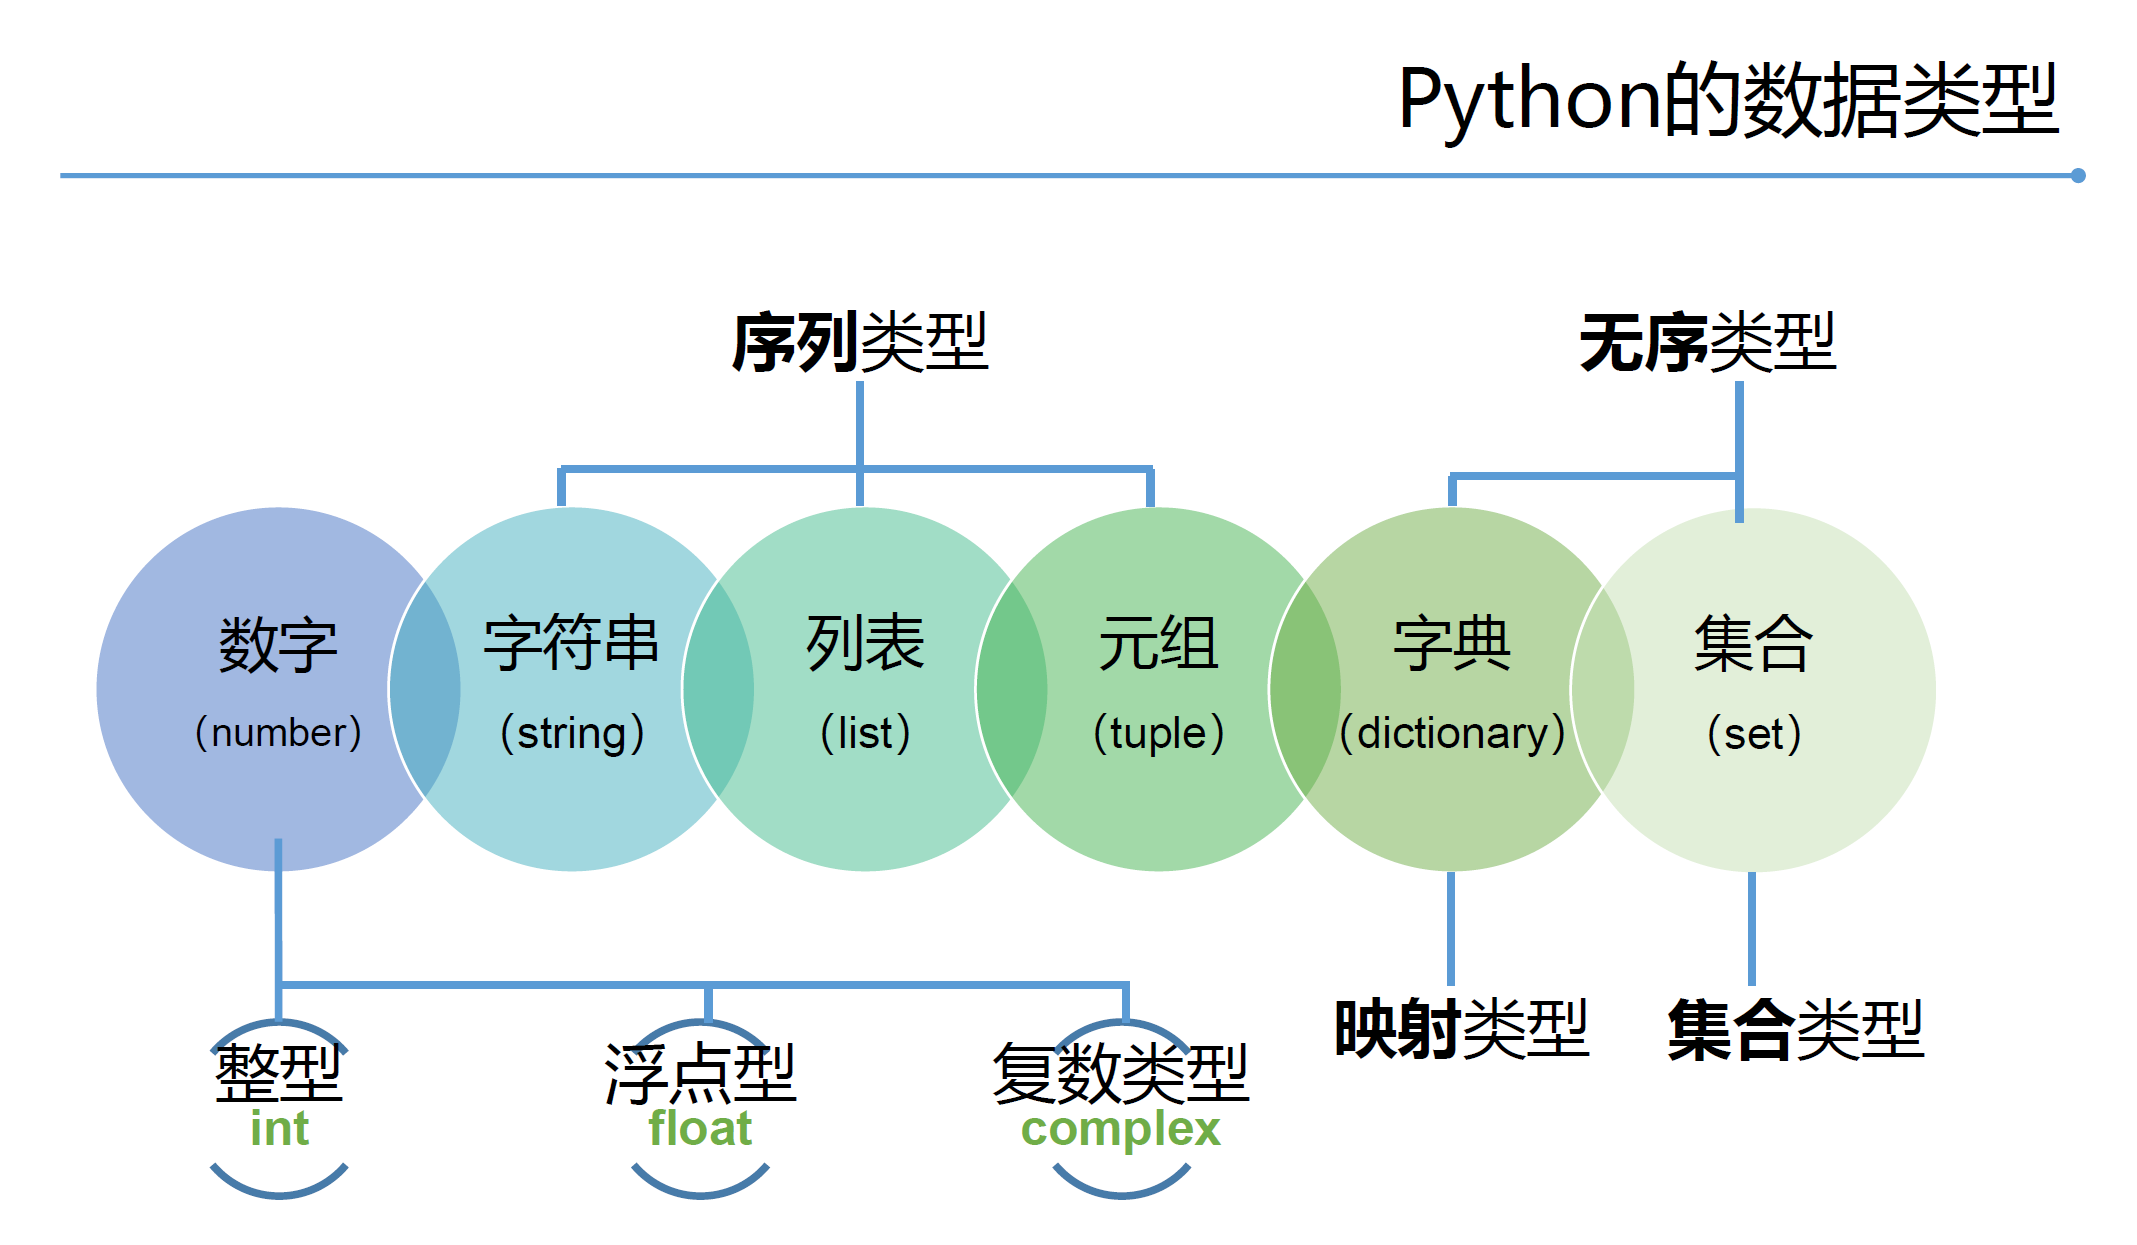 Python的数据类型
序列类型
无序类型
数字
(number)
字符串
(string)
列表
(list)
元组
(tuple)
字典
(dictionary)
集合
(set)
映射类型
集合类型
整型
int
浮点型
float
复数类型
complex